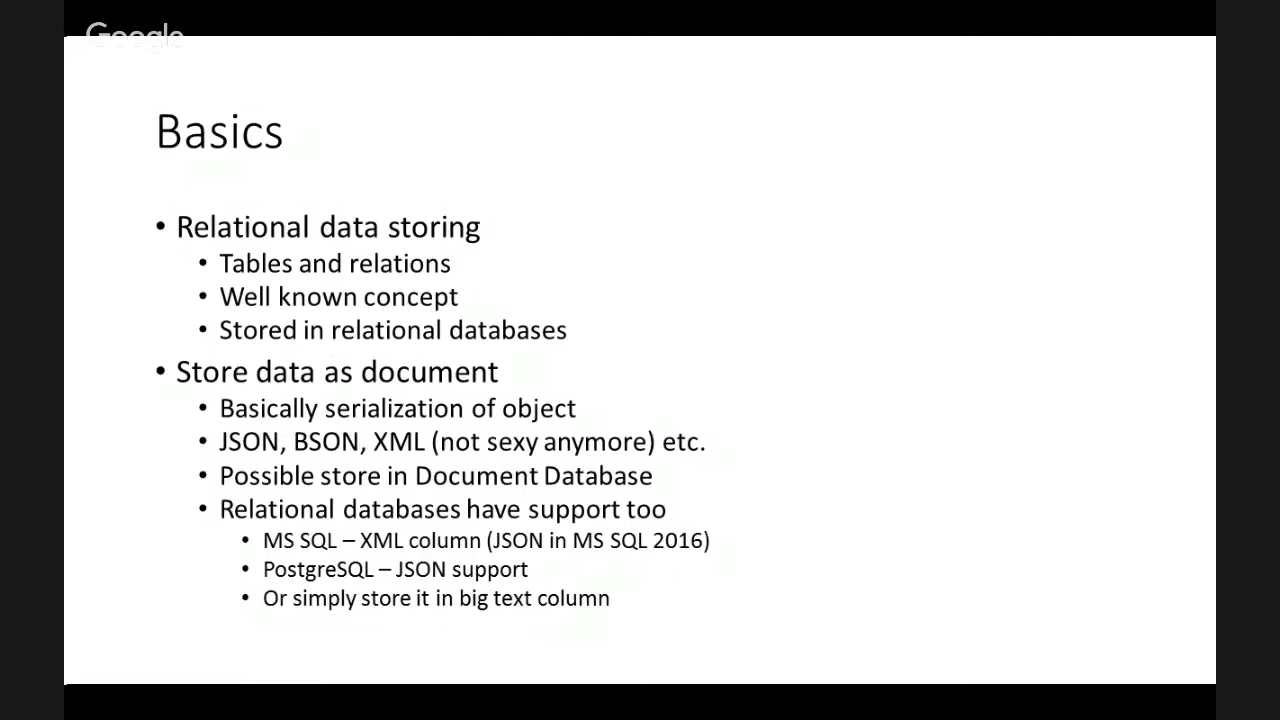 Google
Basics
• Relational data storing
• Tables and relations
• Well known concept
• Stored in relational databases
• Store data as document
• Basically serialization of object
• JSON, BSON, XML (not sexy anymore) etc.
• Possible store in Document Database
• Relational databases have support too
• MS SQL – XML column (JSON in MS SQL 2016)
• PostgreSQL – JSON support
• Or simply store it in big text column